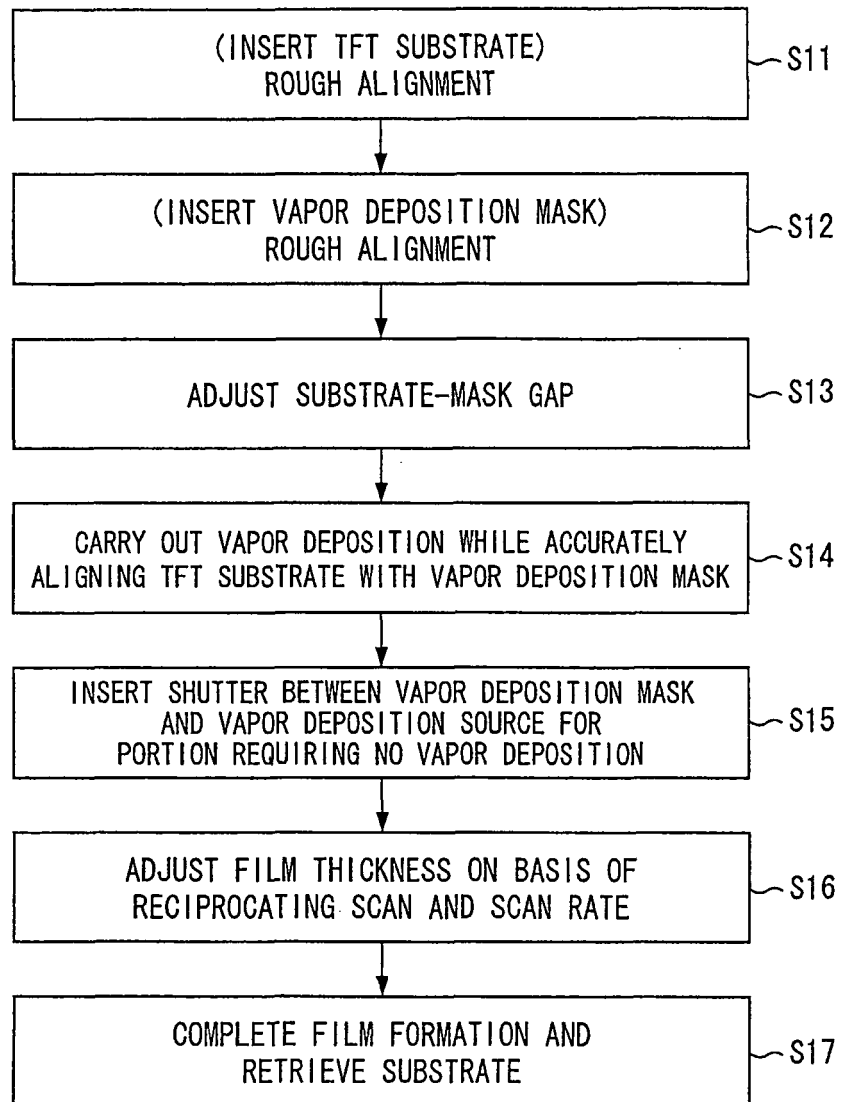 (INSERT TFT SUBSTRATE)
ROUGH ALIGNMENT
S11
(INSERT VAPOR DEPOSITION MASK)
ROUGH ALIGNMENT
S12
ADJUST SUBSTRATE-MASK GAP
S13
CARRY OUT VAPOR DEPOSITION WHILE ACCURATELY
ALIGNING TFT SUBSTRATE WITH VAPOR DEPOSITION MASK
S14
INSERT SHUTTER BETWEEN VAPOR DEPOSITION MASK
AND VAPOR DEPOSITION SOURCE FOR
PORTION REQUIRING NO VAPOR DEPOSITION
S15
ADJUST FILM THICKNESS ON BASIS OF
RECIPROCATING SCAN AND SCAN RATE
S16
COMPLETE FILM FORMATION AND
RETRIEVE SUBSTRATE
S17